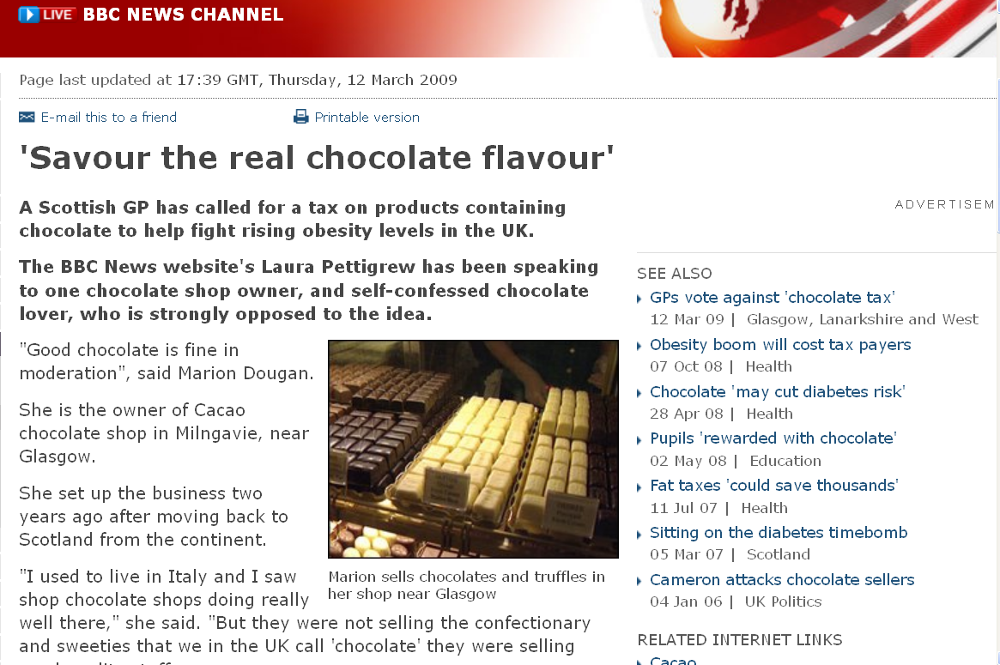 LIVE BBC NEWS CHANNEL
Page last updated at 17:39 GMT, Thursday, 12 March 2009
E-mail this to a friend
Printable version
'Savour the real chocolate flavour'
A Scottish GP has called for a tax on products containing
chocolate to help fight rising obesity levels in the UK.
The BBC News website's Laura Pettigrew has been speaking
to one chocolate shop owner, and self-confessed chocolate
lover, who is strongly opposed to the idea.
"Good chocolate is fine in
moderation", said Marion Dougan.
She is the owner of Cacao
chocolate shop in Milngavie, near
Glasgow.
She set up the business two
years ago after moving back to
Scotland from the continent.
Marion sells chocolates and truffles in
her shop near Glasgow
"I used to live in Italy and I saw
shop chocolate shops doing really
well there," she said. "But they were not selling the confectionary
and sweeties that we in the UK call 'chocolate' they were selling
ADVERTISEM
SEE ALSO
GPs vote against 'chocolate tax'
12 Mar 09 | Glasgow, Lanarkshire and West
Obesity boom will cost tax payers
07 Oct 08 | Health
Chocolate 'may cut diabetes risk'
28 Apr 08 | Health
Pupils 'rewarded with chocolate'
02 May 08 | Education
Fat taxes 'could save thousands'
11 Jul 07 | Health
Sitting on the diabetes timebomb
05 Mar 07 | Scotland
Cameron attacks chocolate sellers
04 Jan 06 | UK Politics
RELATED INTERNET LINKS
Cacao